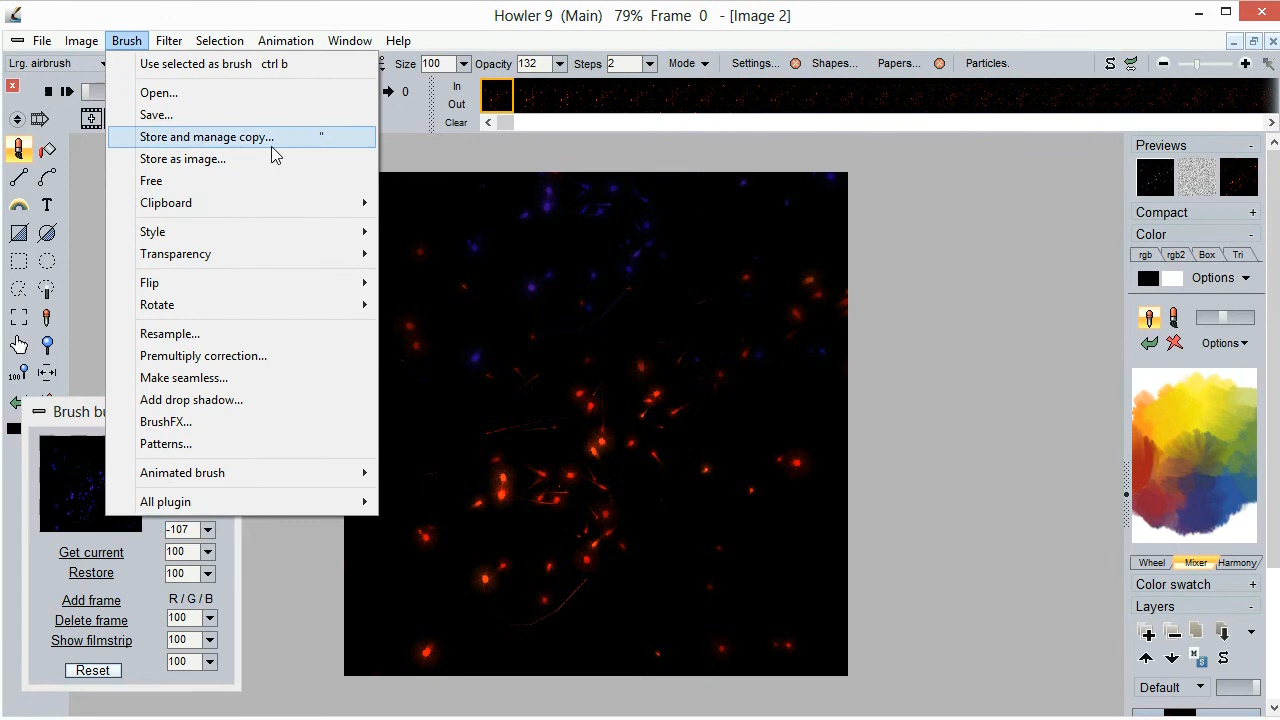 Howler 9 (Main) 79% Frame 0 - [Image 2]
File Image Brush Filter Selection Animation Window Help
Lrg. airbrush
Size 100 Opacity 132 Steps 2 Mode Settings... Shapes... Papers... Particles.
0
In
Out
Clear
Use selected as brush ctrl b
Open...
Save...
Store and manage copy... "
Store as image...
Free
Clipboard
Style
Transparency
Flip
Rotate
Resample...
Premultiply correction...
Make seamless...
Add drop shadow...
BrushFX...
Patterns...
Animated brush
All plugin
100
Brush bu
-107
Get current 100
Restore 100
R / G / B
Add frame 100
Delete frame
Show filmstrip 100
100
Reset
Previews -
Compact +
Color -
rgb rgb2 Box Tri
Options
Options
Wheel Mixer Harmony
Color swatch +
Layers -
M
S
Default